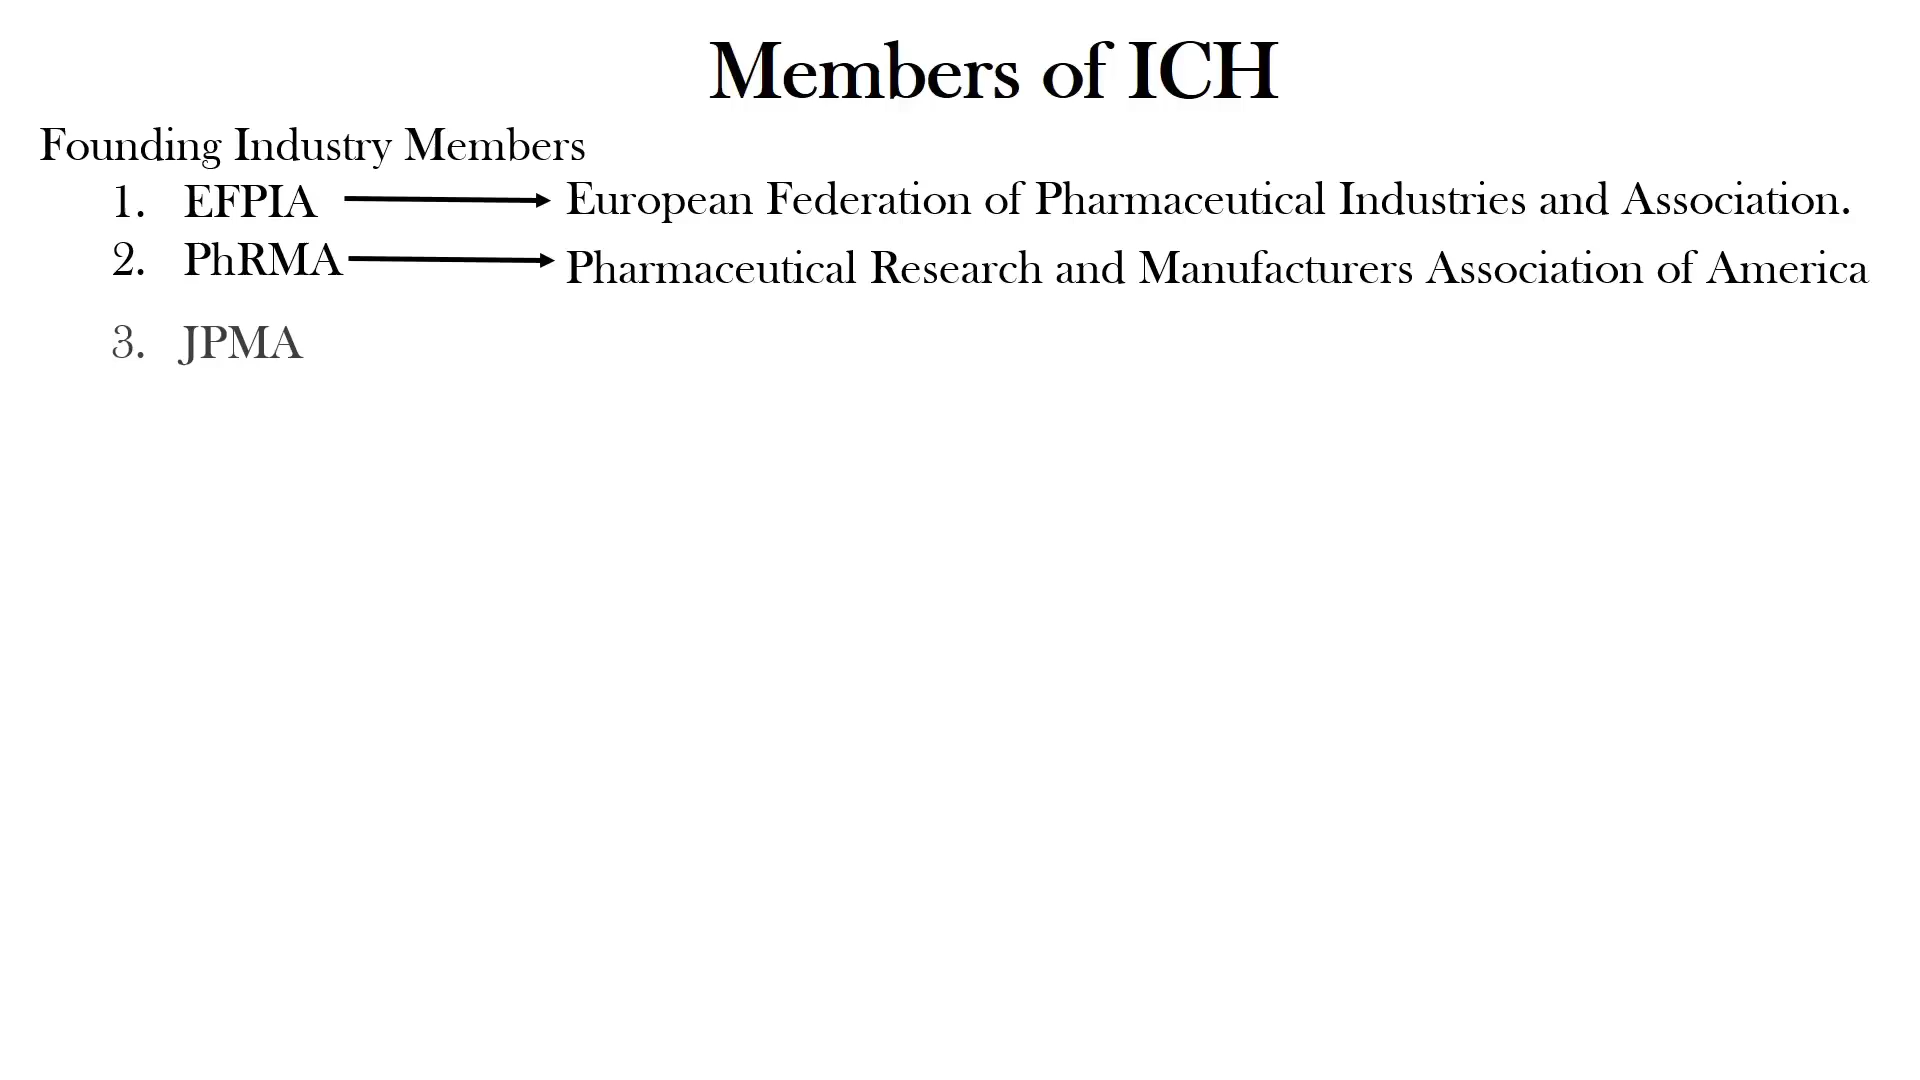 Members of ICH
Founding Industry Members
1. EFPIA European Federation of Pharmaceutical Industries and Association.
2. PhRMA Pharmaceutical Research and Manufacturers Association of America
3. JPMA